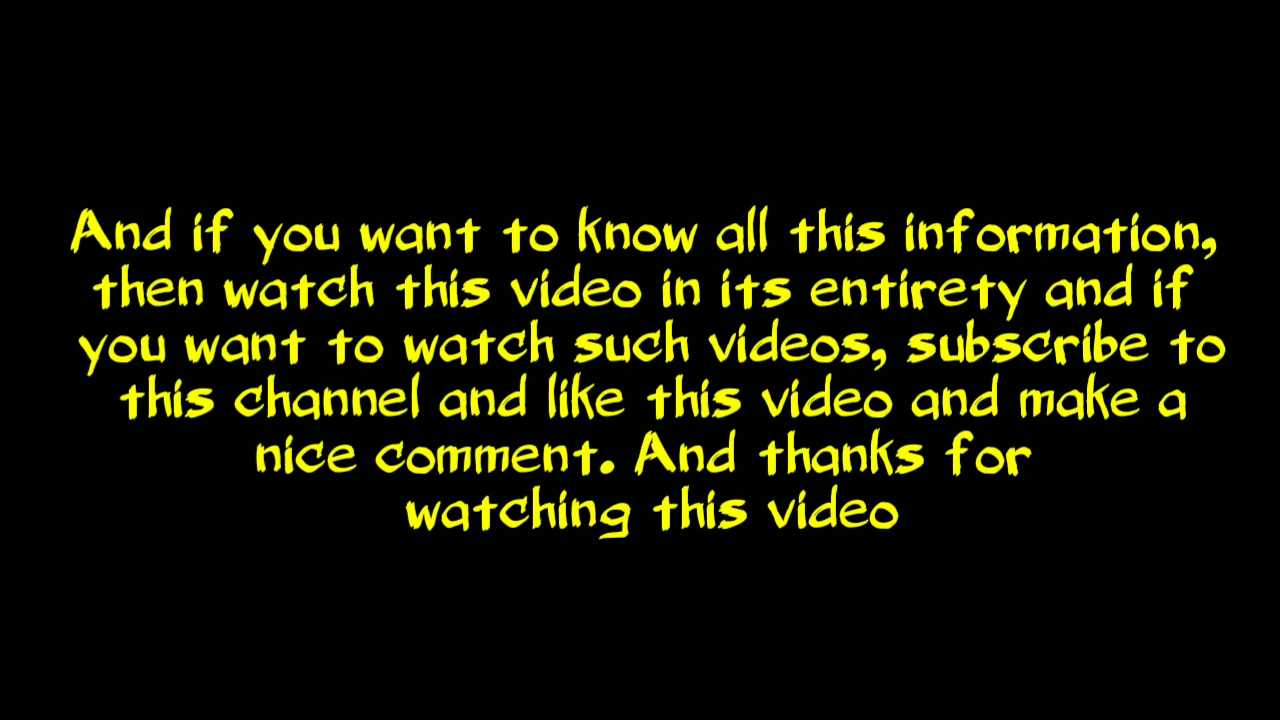 And if you want to know all this information,
then watch this video in its entirety and if
you want to watch such videos, subscribe to
this channel and like this video and make a
nice comment. And thanks for
watching this video